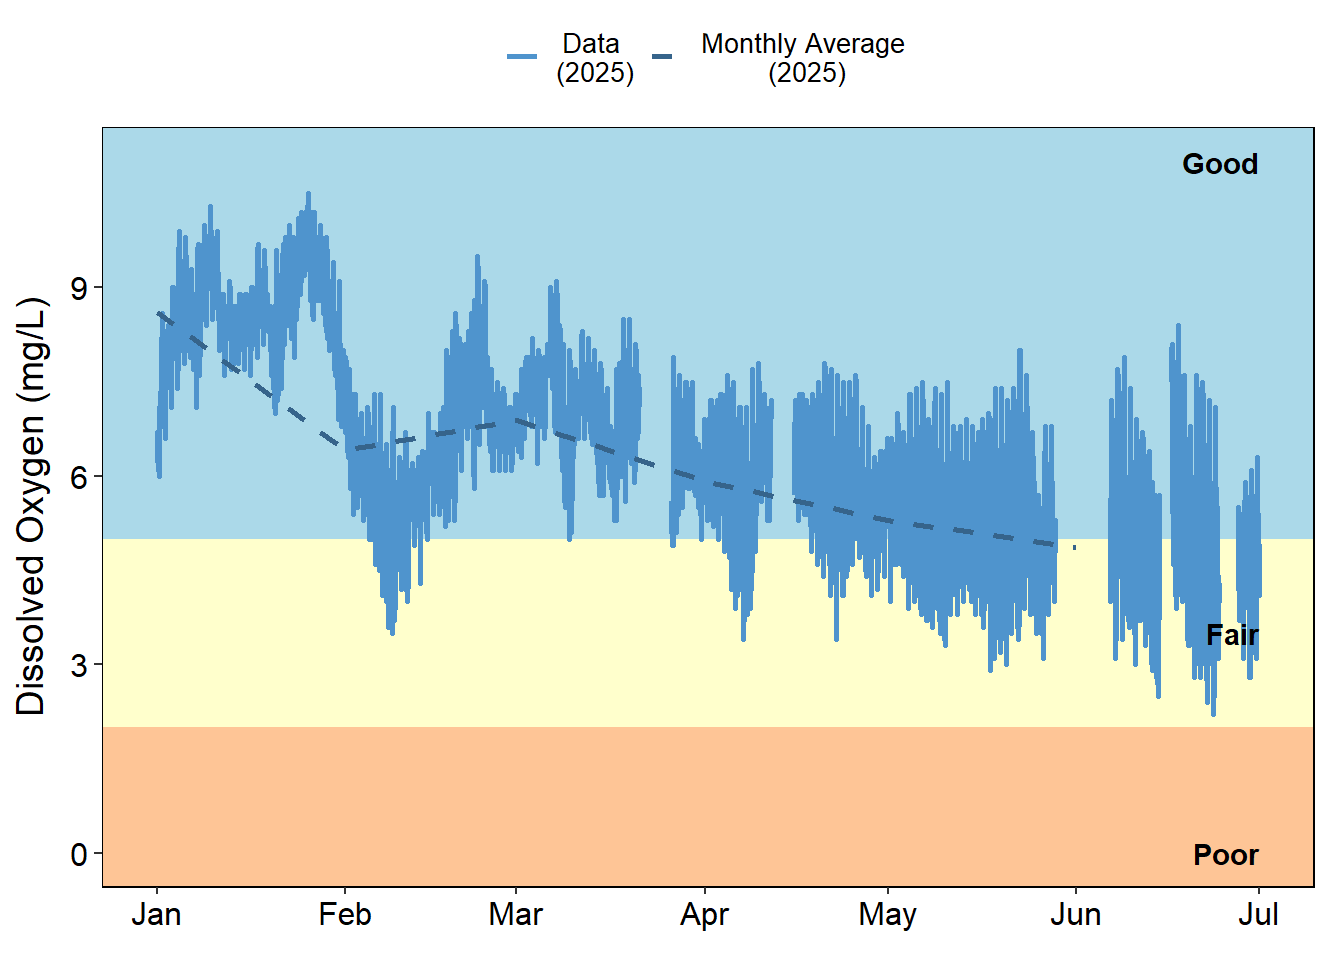 Data
(2025)
Monthly Average
(2025)
Good
9
6
3
0
Fair
Poor
Dissolved Oxygen (mg/L)
Jan Feb Mar Apr May Jun Jul